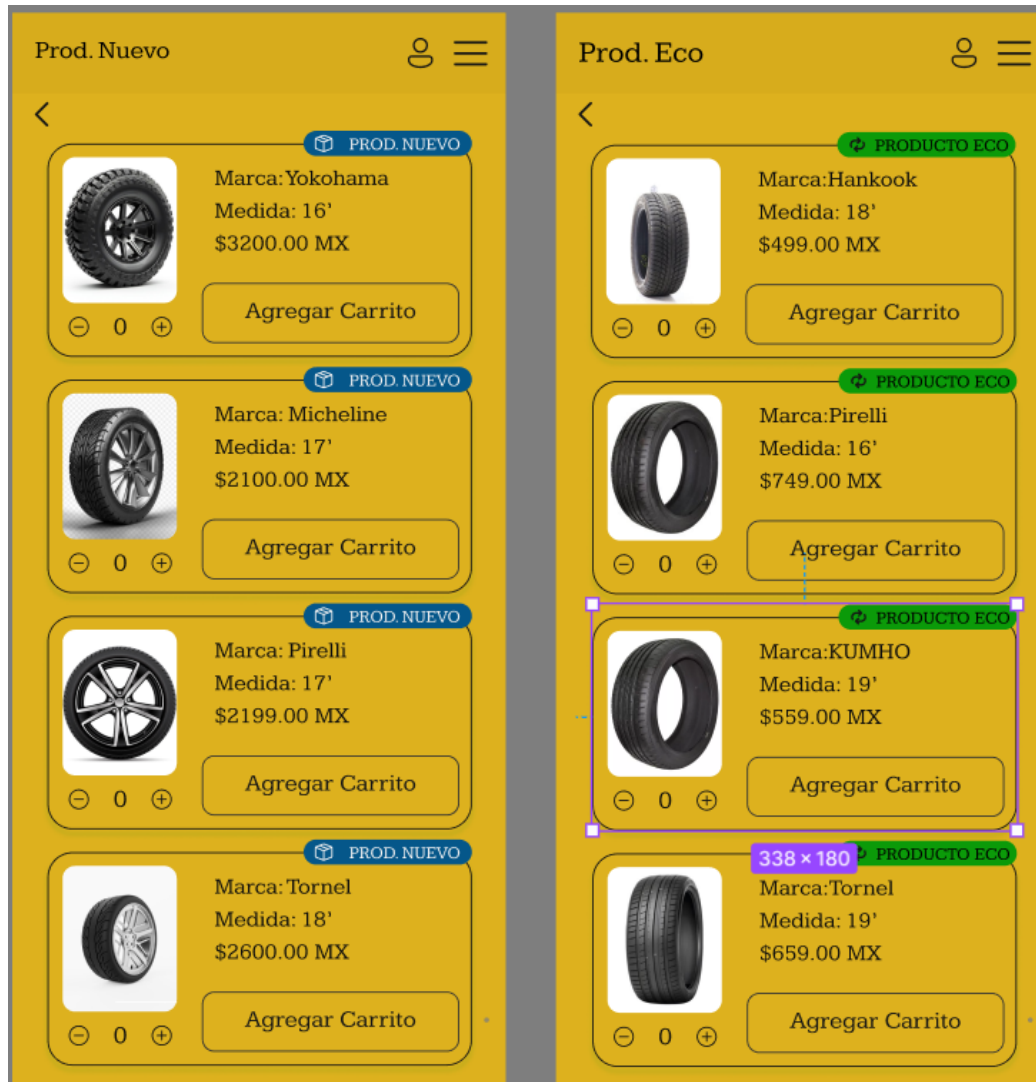 Prod. Nuevo
PROD. NUEVO
Marca: Yokohama
Medida: 16'
$3200.00 MX
Agregar Carrito
0
PROD. NUEVO
Marca: Micheline
Medida: 17'
$2100.00 MX
Agregar Carrito
0
PROD. NUEVO
Marca: Pirelli
Medida: 17'
$2199.00 MX
Agregar Carrito
0
PROD. NUEVO
Marca: Tornel
Medida: 18'
$2600.00 MX
Agregar Carrito
0
Prod. Eco
PRODUCTO ECO
Marca:Hankook
Medida: 18'
$499.00 MX
Agregar Carrito
0
PRODUCTO ECO
Marca:Pirelli
Medida: 16'
$749.00 MX
Agregar Carrito
0
PRODUCTO ECO
Marca:KUMHO
Medida: 19'
$559.00 MX
Agregar Carrito
0
338 × 180
PRODUCTO ECO
Marca:Tornel
Medida: 19'
$659.00 MX
Agregar Carrito
0